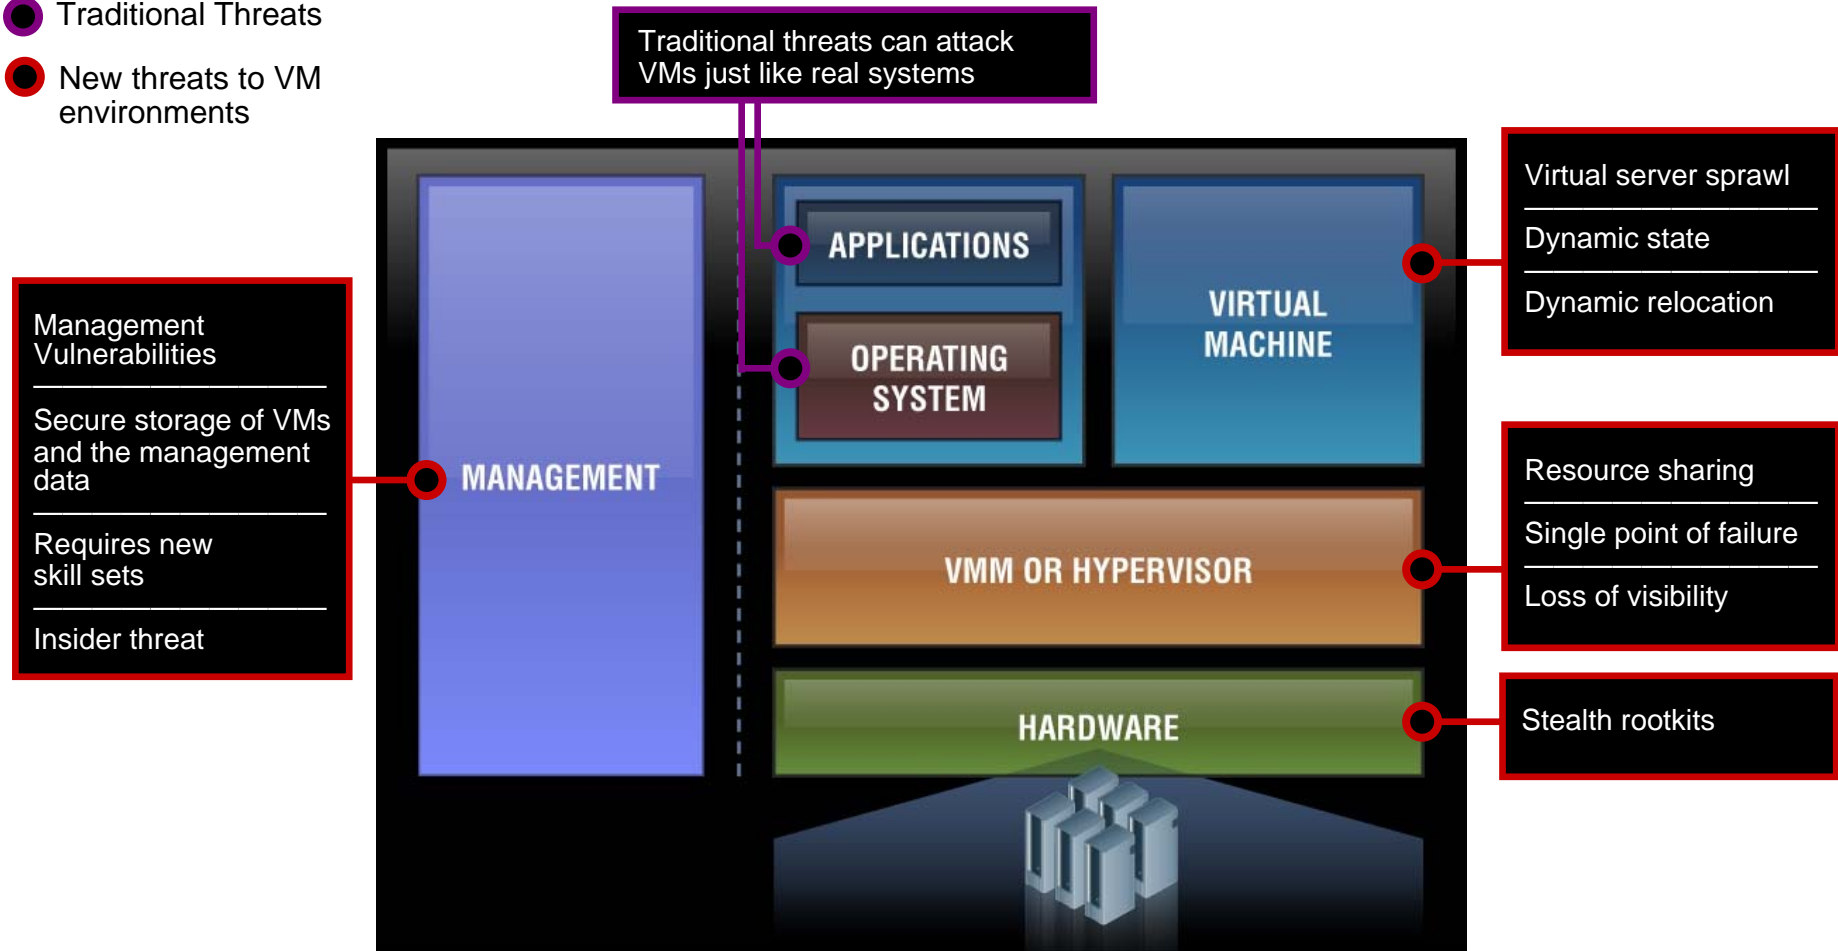 Traditional Threats
New threats to VM
environments
Traditional threats can attack
VMs just like real systems
Management
Vulnerabilities
Secure storage of VMs
and the management
data
Requires new
skill sets
Insider threat
MANAGEMENT
APPLICATIONS
OPERATING
SYSTEM
VIRTUAL
MACHINE
VMM OR HYPERVISOR
HARDWARE
Virtual server sprawl
Dynamic state
Dynamic relocation
Resource sharing
Single point of failure
Loss of visibility
Stealth rootkits